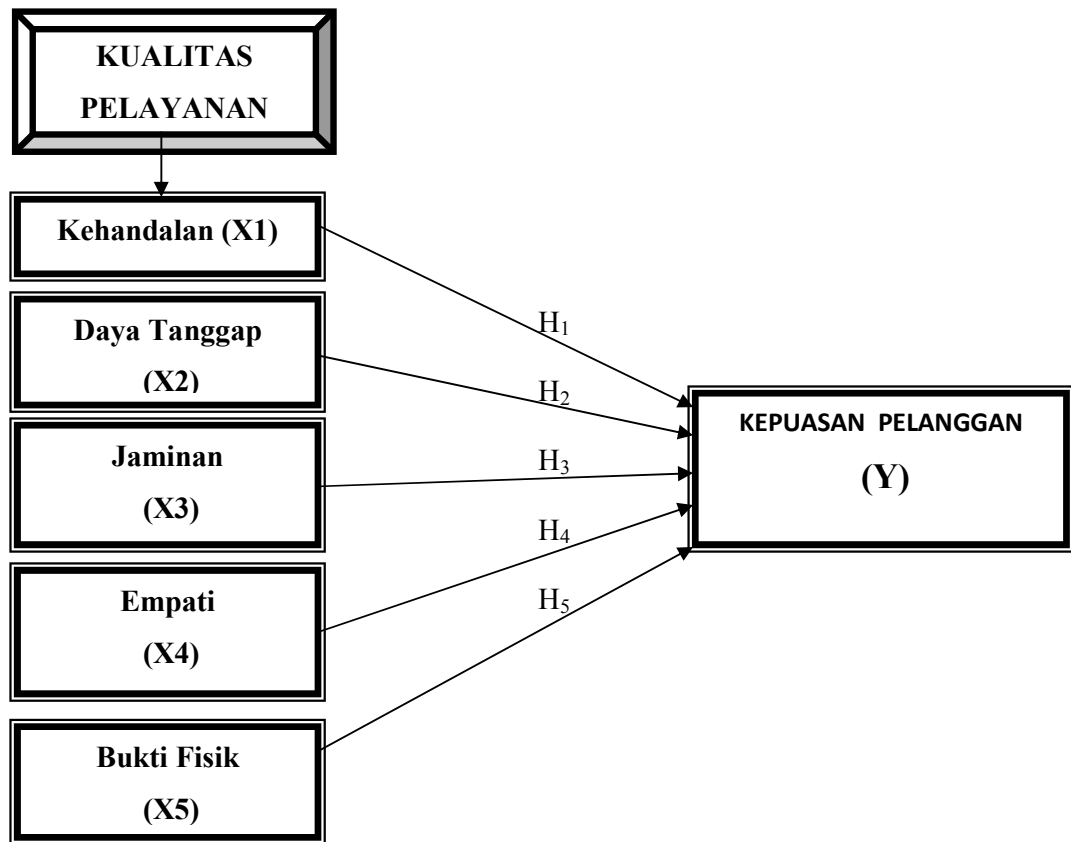 KUALITAS
PELAYANAN
Kehandalan (X1)
Daya Tanggap
(X2)
Jaminan
(X3)
Empati
(X4)
Bukti Fisik
(X5)
H₁
H₂
H₃
H₄
H₅
KEPUASAN PELANGGAN
(Y)